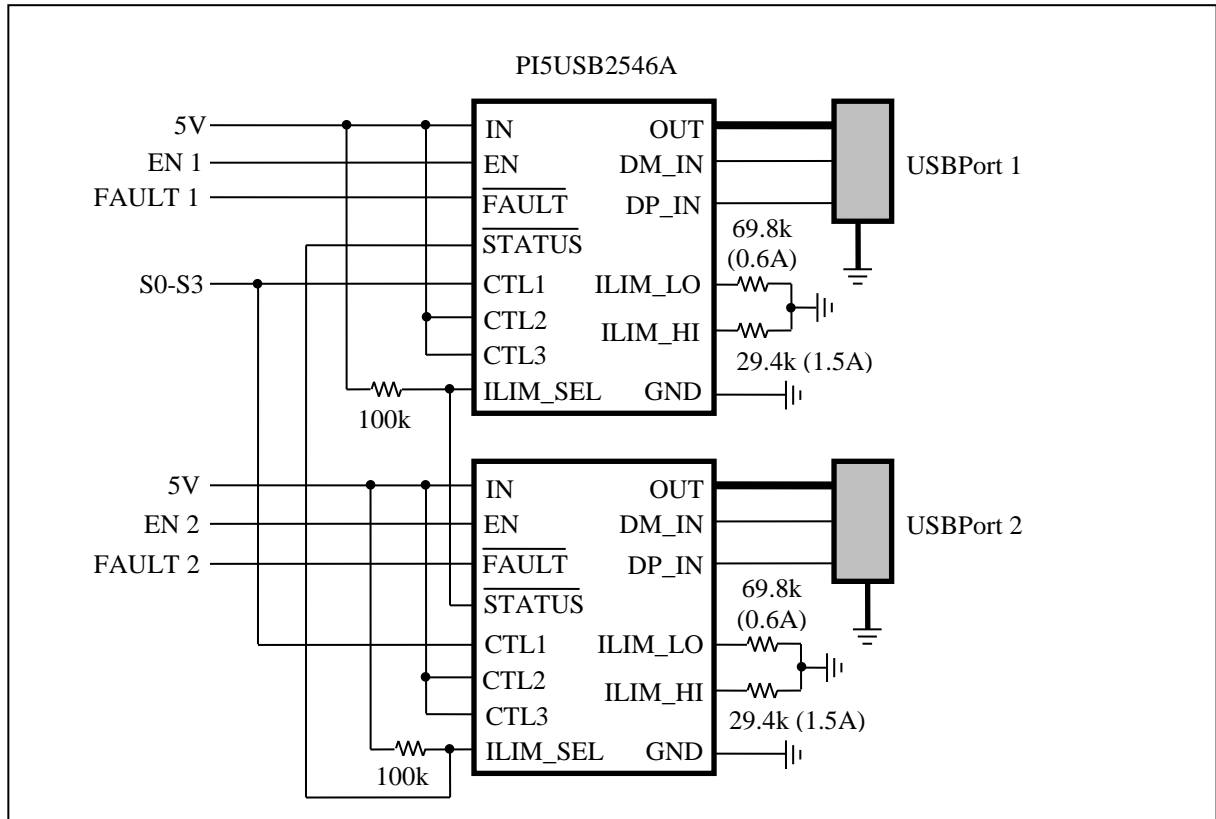 PI5USB2546A
5V
EN 1
FAULT 1
S0-S3
IN
EN
FAULT
STATUS
CTL1
CTL2
CTL3
ILIM_SEL
100k
OUT
DM_IN
DP_IN
ILIM_LO
ILIM_HI
GND
69.8k
(0.6A)
29.4k (1.5A)
USBPort 1
5V
EN 2
FAULT 2
IN
EN
FAULT
STATUS
CTL1
CTL2
CTL3
ILIM_SEL
100k
OUT
DM_IN
DP_IN
ILIM_LO
ILIM_HI
GND
69.8k
(0.6A)
29.4k (1.5A)
USBPort 2